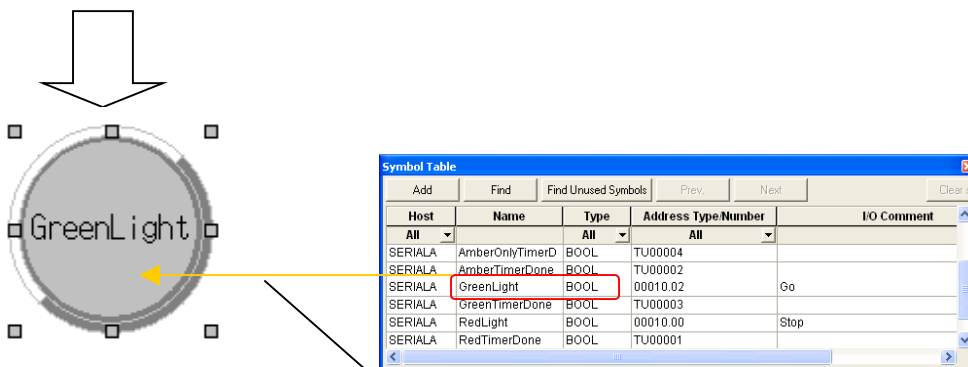 GreenLight
Symbol Table
Add Find Find Unused Symbols Prev. Next Clear
Host Name Type Address Type/Number I/O Comment
All All All
SERIALA AmberOnlyTimerD BOOL TU00004
SERIALA AmberTimerDone BOOL TU00002
SERIALA GreenLight BOOL 00010.02 Go
SERIALA GreenTimerDone BOOL TU00003
SERIALA RedLight BOOL 00010.00 Stop
SERIALA RedTimerDone BOOL TU00001